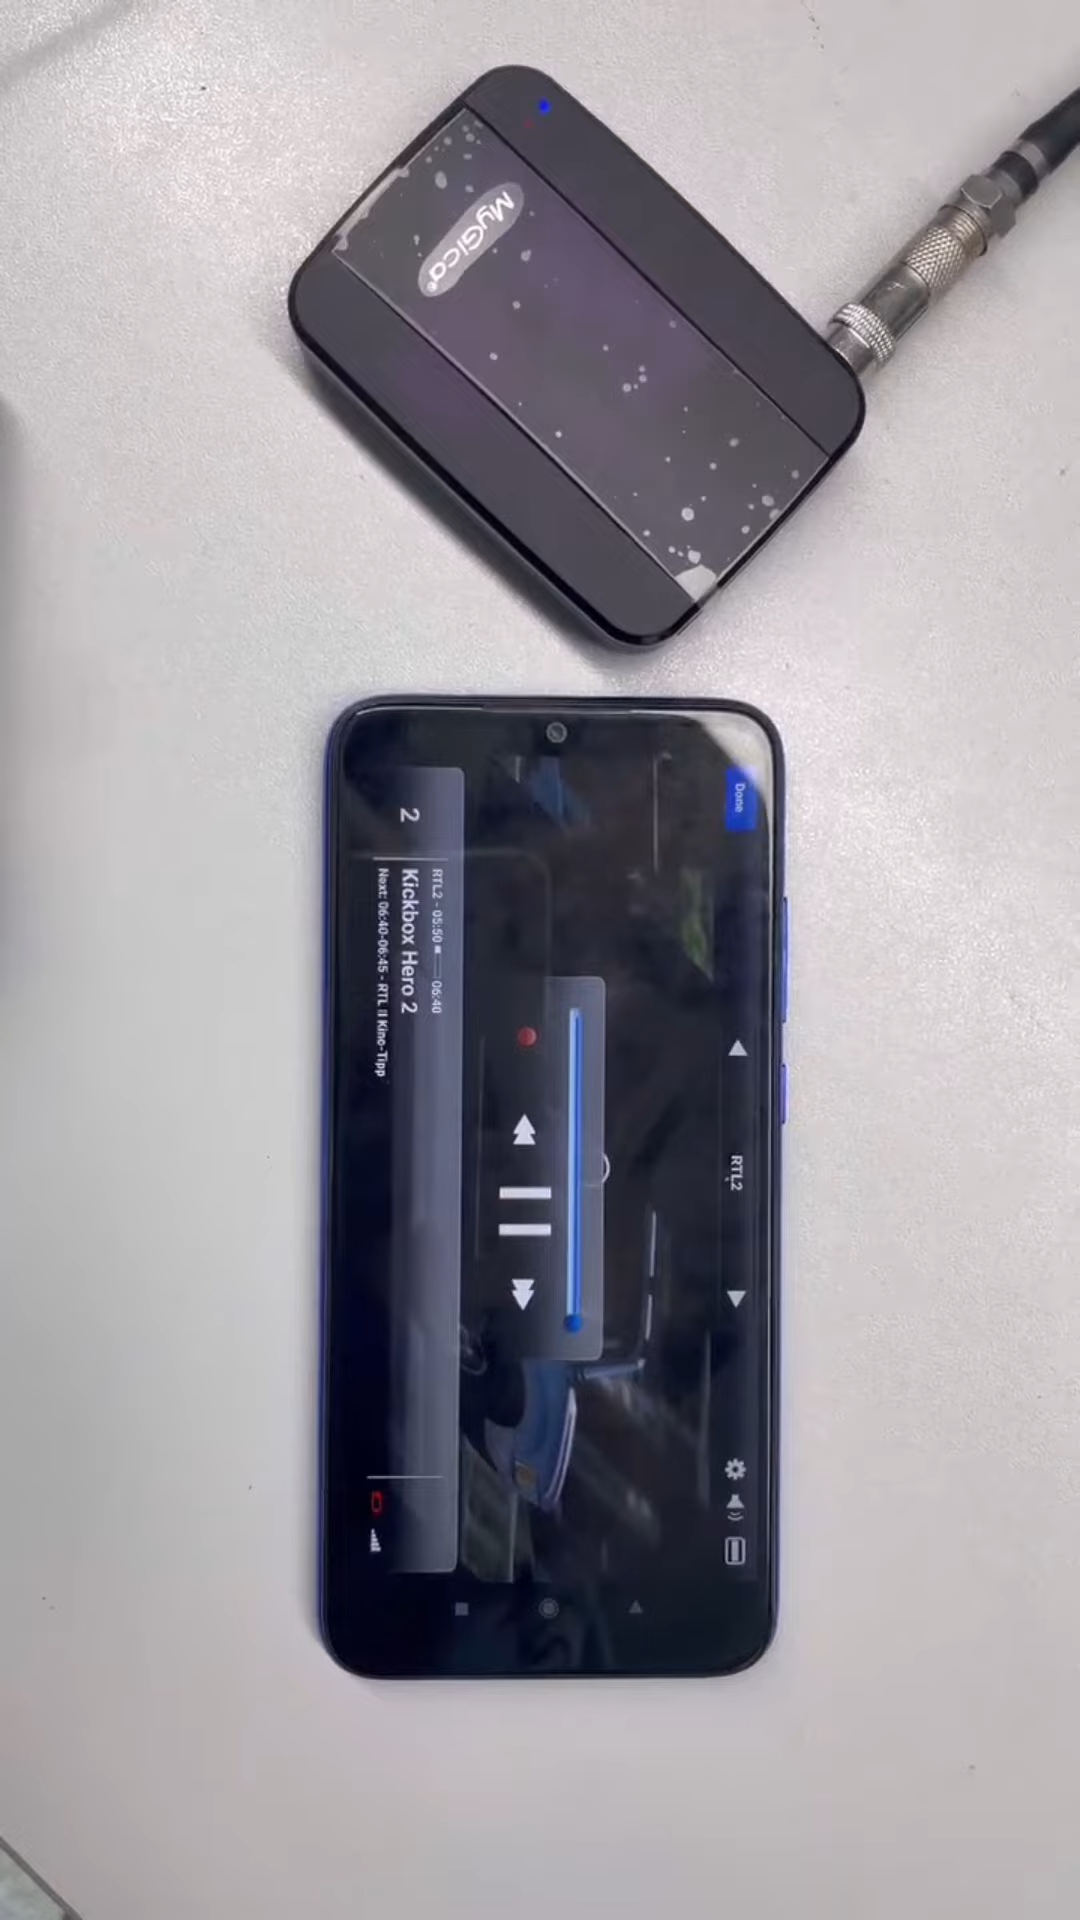 MyGica
Done
RTL2
RTL2 - 05:50 06:40
2
Kickbox Hero 2
Next: 06:40-06:45 - RTL II Kino-Tipp